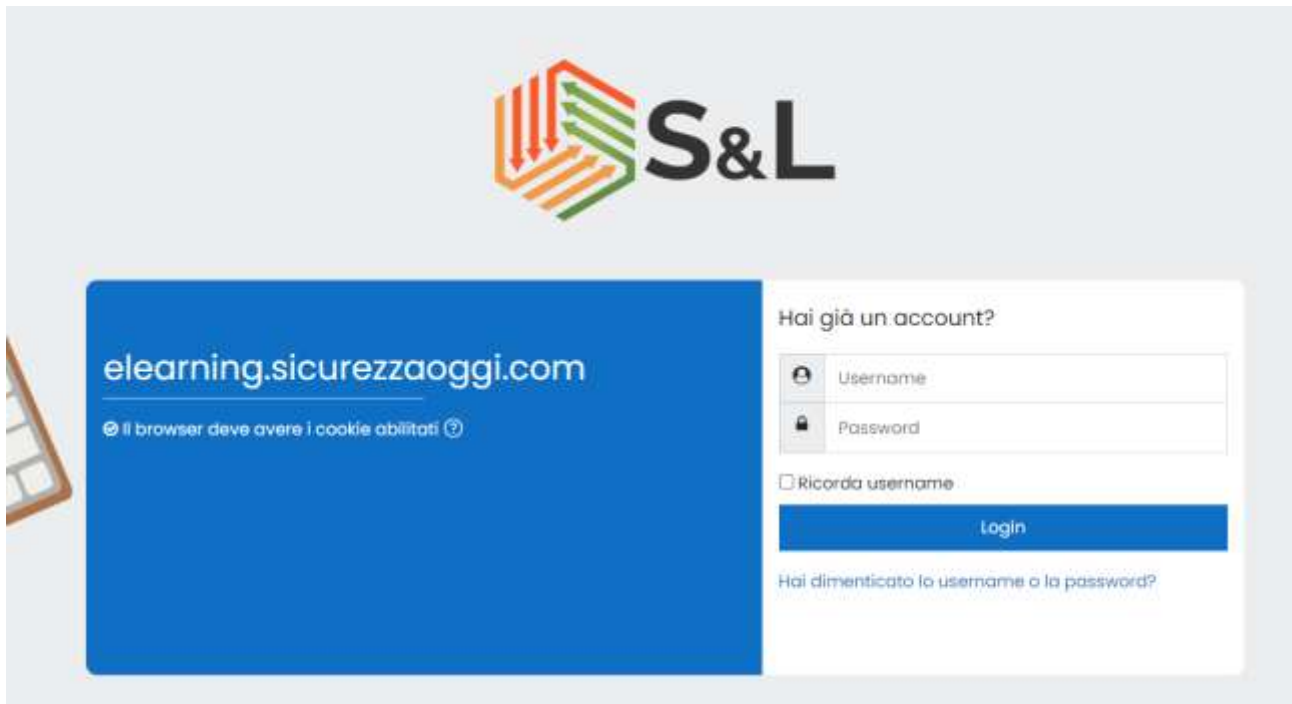 S&L
elearning.sicurezzaoggi.com
Il browser deve avere i cookie abilitati
Hai già un account?
Username
Password
Ricorda username
Login
Hai dimenticato lo username o la password?